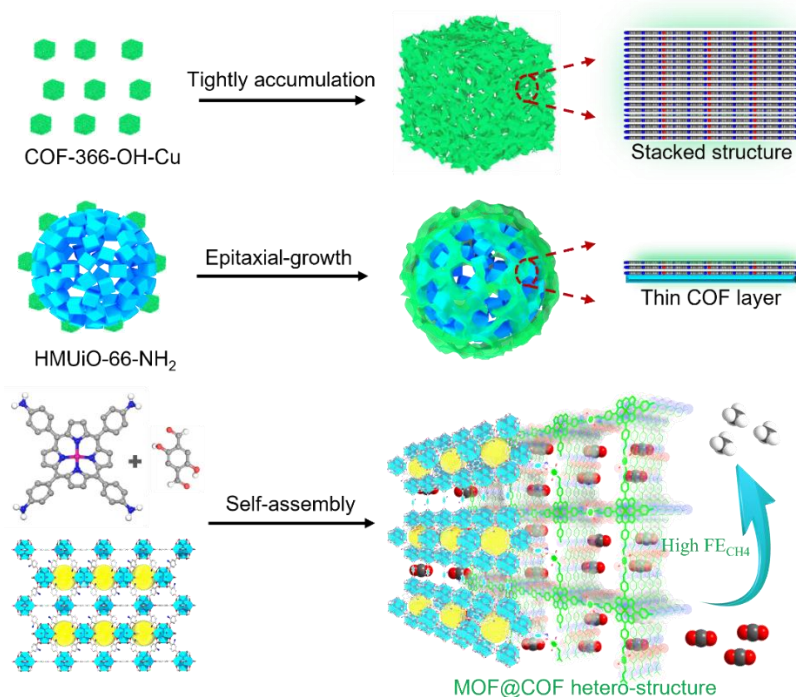 Tightly accumulation
COF-366-OH-Cu
Stacked structure
Epitaxial-growth
Thin COF layer
HMUiO-66-NH₂
+
Self-assembly
High FE_CH4
MOF@COF hetero-structure